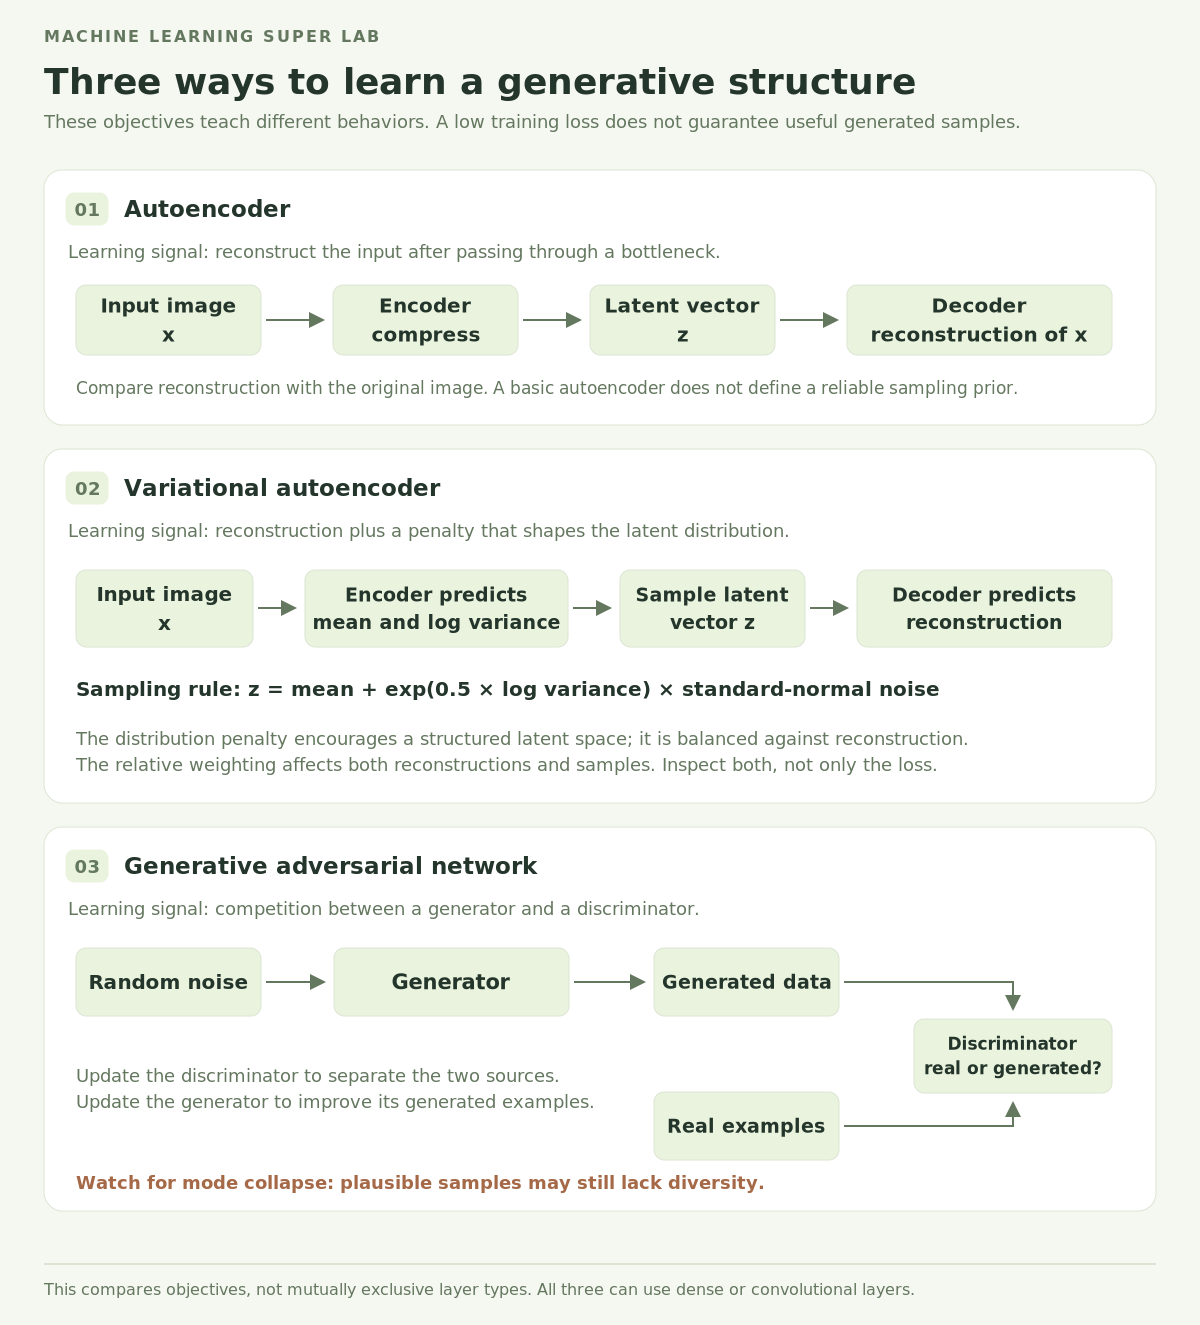 MACHINE LEARNING SUPER LAB
Three ways to learn a generative structure
These objectives teach different behaviors. A low training loss does not guarantee useful generated samples.
01 Autoencoder
Learning signal: reconstruct the input after passing through a bottleneck.
Input image
x
Encoder
compress
Latent vector
z
Decoder
reconstruction of x
Compare reconstruction with the original image. A basic autoencoder does not define a reliable sampling prior.
02 Variational autoencoder
Learning signal: reconstruction plus a penalty that shapes the latent distribution.
Input image
x
Encoder predicts
mean and log variance
Sample latent
vector z
Decoder predicts
reconstruction
Sampling rule: z = mean + exp(0.5 × log variance) × standard-normal noise
The distribution penalty encourages a structured latent space; it is balanced against reconstruction.
The relative weighting affects both reconstructions and samples. Inspect both, not only the loss.
03 Generative adversarial network
Learning signal: competition between a generator and a discriminator.
Random noise
Generator
Generated data
Discriminator
real or generated?
Update the discriminator to separate the two sources.
Update the generator to improve its generated examples.
Real examples
Watch for mode collapse: plausible samples may still lack diversity.
This compares objectives, not mutually exclusive layer types. All three can use dense or convolutional layers.